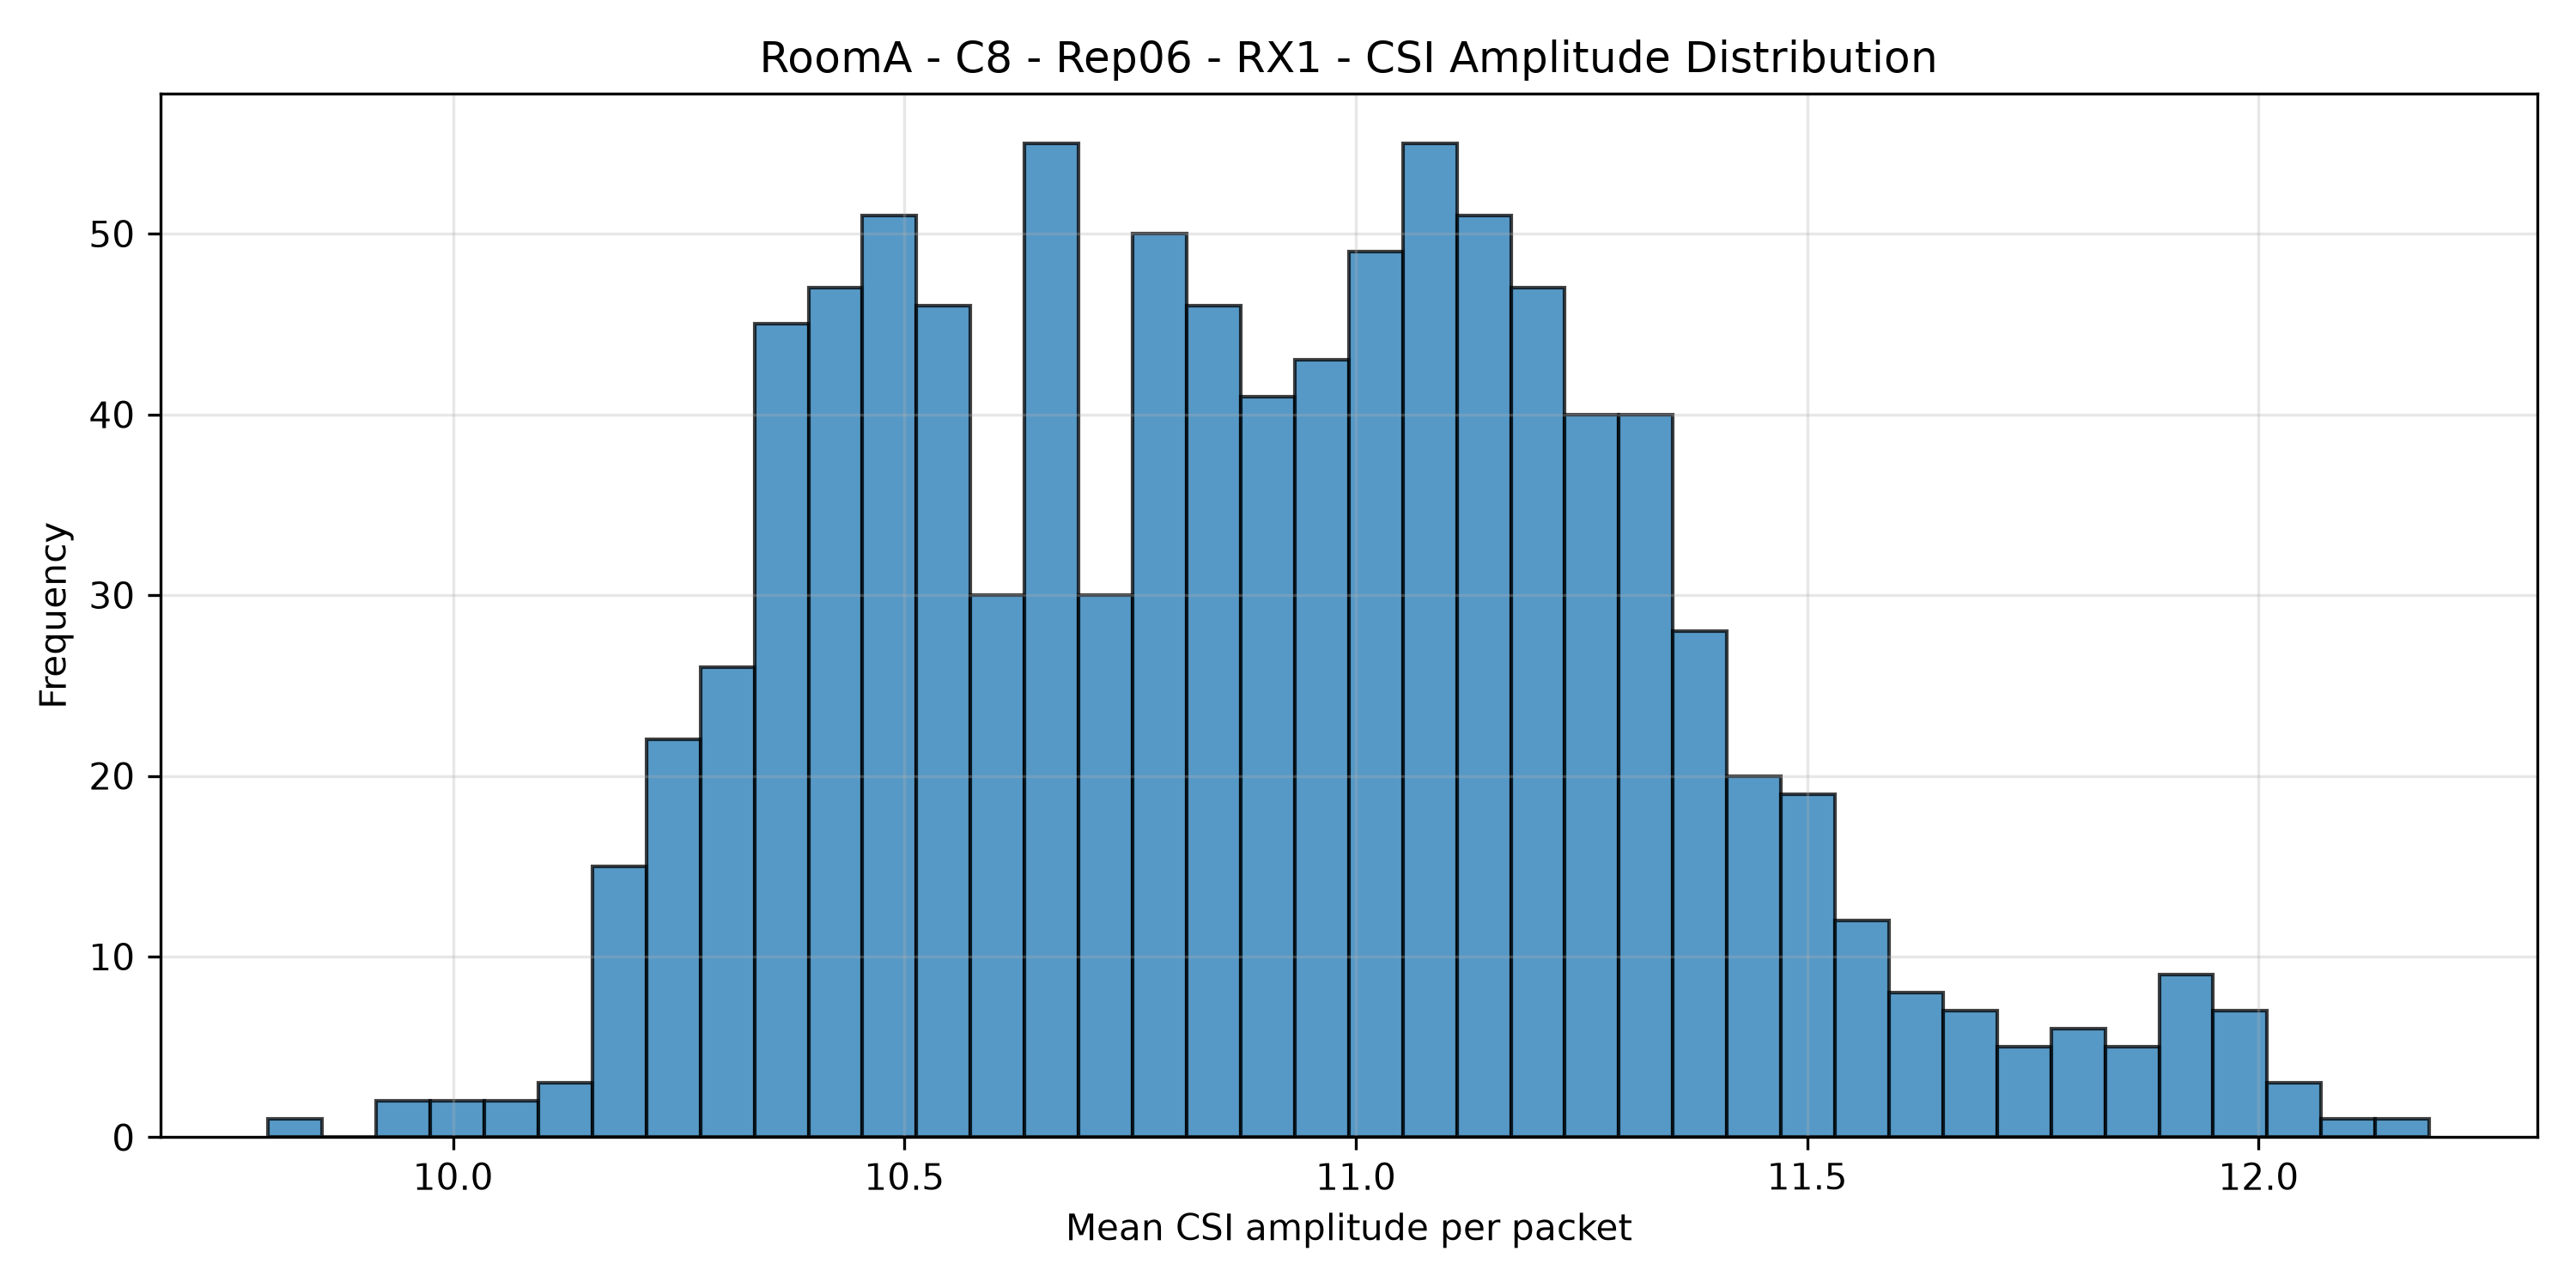 RoomA - C8 - Rep06 - RX1 - CSI Amplitude Distribution
Frequency
50
40
30
20
10
0
10.0 10.5 11.0 11.5 12.0
Mean CSI amplitude per packet